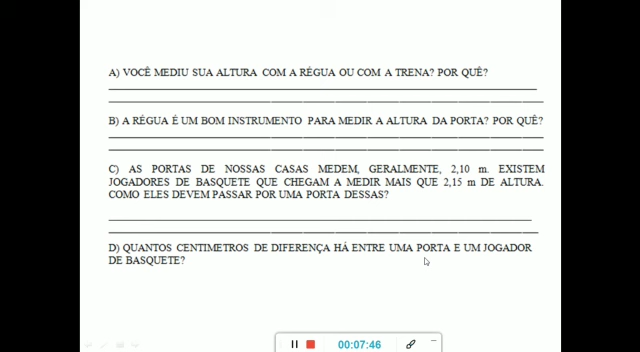 A) VOCÊ MEDIU SUA ALTURA COM A RÉGUA OU COM A TRENA? POR QUÊ?
B) A RÉGUA É UM BOM INSTRUMENTO PARA MEDIR A ALTURA DA PORTA? POR QUÊ?
C) AS PORTAS DE NOSSAS CASAS MEDEM, GERALMENTE, 2,10 m. EXISTEM
JOGADORES DE BASQUETE QUE CHEGAM A MEDIR MAIS QUE 2,15 m DE ALTURA.
COMO ELES DEVEM PASSAR POR UMA PORTA DESSAS?
D) QUANTOS CENTIMETROS DE DIFERENÇA HÁ ENTRE UMA PORTA E UM JOGADOR
DE BASQUETE?
00:07:46